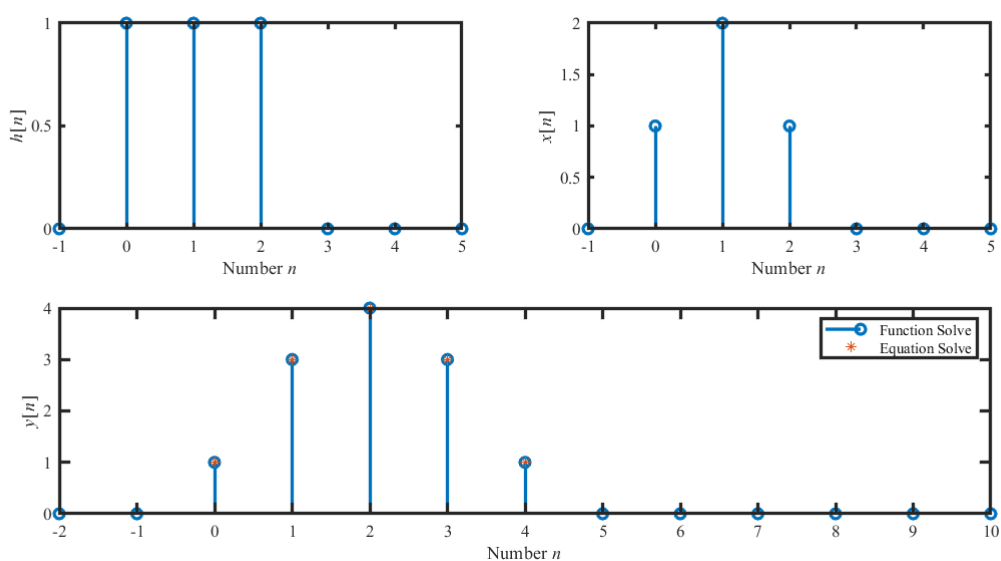 1
0.5
0
h[n]
-1 0 1 2 3 4 5
Number n
2
1.5
1
0.5
0
x[n]
-1 0 1 2 3 4 5
Number n
4
3
2
1
0
y[n]
Function Solve
Equation Solve
-2 -1 0 1 2 3 4 5 6 7 8 9 10
Number n